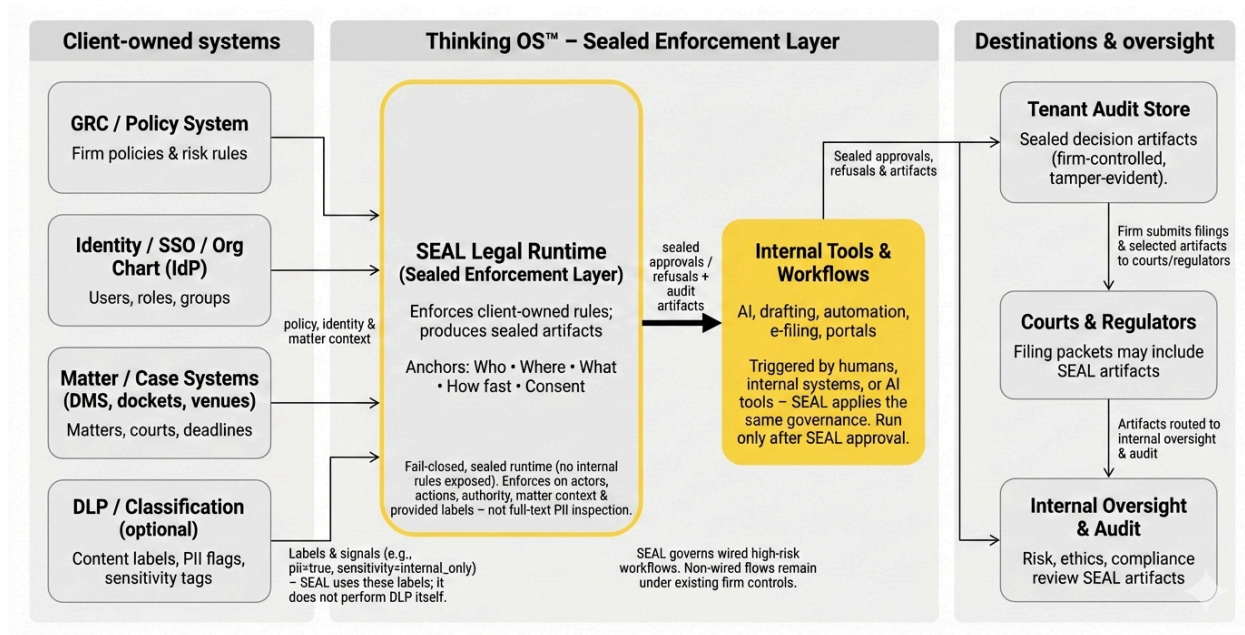 Client-owned systems
GRC / Policy System
Firm policies & risk rules
Identity / SSO / Org
Chart (IdP)
Users, roles, groups
Matter / Case Systems
(DMS, dockets, venues)
Matters, courts, deadlines
DLP / Classification
(optional)
Content labels, PII flags,
sensitivity tags
policy, identity &
matter context
Labels & signals (e.g.,
pii=true, sensitivity=internal_only)
– SEAL uses these labels; it
does not perform DLP itself.
Thinking OS™ – Sealed Enforcement Layer
SEAL Legal Runtime
(Sealed Enforcement Layer)
Enforces client-owned rules;
produces sealed artifacts
Anchors: Who • Where • What
• How fast • Consent
Fail-closed, sealed runtime (no internal
rules exposed). Enforces on actors,
actions, authority, matter context &
provided labels – not full-text PII inspection.
sealed
approvals /
refusals +
audit
artifacts
Internal Tools &
Workflows
AI, drafting, automation,
e-filing, portals
Triggered by humans,
internal systems, or AI
tools – SEAL applies the
same governance. Run
only after SEAL approval.
SEAL governs wired high-risk
workflows. Non-wired flows remain
under existing firm controls.
Sealed approvals,
refusals & artifacts
Destinations & oversight
Tenant Audit Store
Sealed decision artifacts
(firm-controlled,
tamper-evident).
Firm submits filings
& selected artifacts
to courts/regulators
Courts & Regulators
Filing packets may include
SEAL artifacts
Artifacts routed to
internal oversight
& audit
Internal Oversight
& Audit
Risk, ethics, compliance
review SEAL artifacts